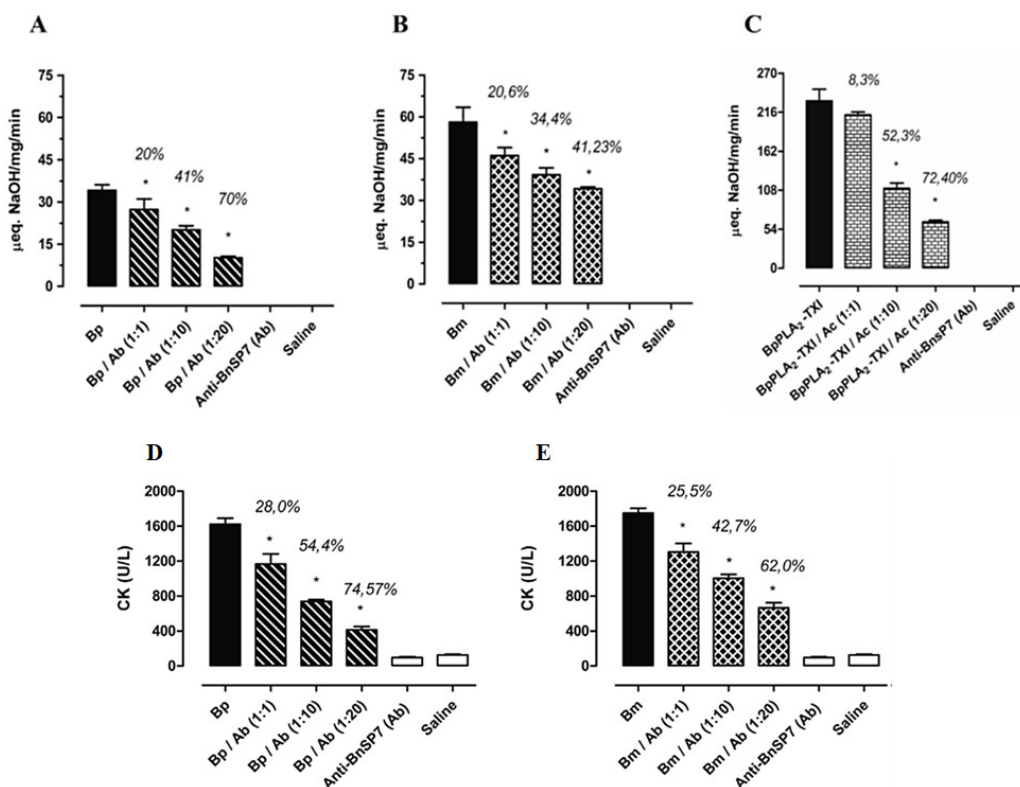 A
75
60
45
30
15
0
μeq. NaOH/mg/min
20%
41%
70%
*
*
*
Bp
Bp / Ab (1:1)
Bp / Ab (1:10)
Bp / Ab (1:20)
Anti-BnSP7 (Ab)
Saline
B
75
60
45
30
15
0
μeq. NaOH/mg/min
20,6%
34,4%
41,23%
*
*
*
Bm
Bm / Ab (1:1)
Bm / Ab (1:10)
Bm / Ab (1:20)
Anti-BnSP7 (Ab)
Saline
C
270
216
162
108
54
0
μeq. NaOH/mg/min
8,3%
52,3%
72,40%
*
*
BpPLA₂-TXI
BpPLA₂-TXI / Ac (1:1)
BpPLA₂-TXI / Ac (1:10)
BpPLA₂-TXI / Ac (1:20)
Anti-BnSP7 (Ab)
Saline
D
2000
1600
1200
800
400
0
CK (U/L)
28,0%
54,4%
74,57%
*
*
*
Bp
Bp / Ab (1:1)
Bp / Ab (1:10)
Bp / Ab (1:20)
Anti-BnSP7 (Ab)
Saline
E
2000
1600
1200
800
400
0
CK (U/L)
25,5%
42,7%
62,0%
*
*
*
Bm
Bm / Ab (1:1)
Bm / Ab (1:10)
Bm / Ab (1:20)
Anti-BnSP7 (Ab)
Saline